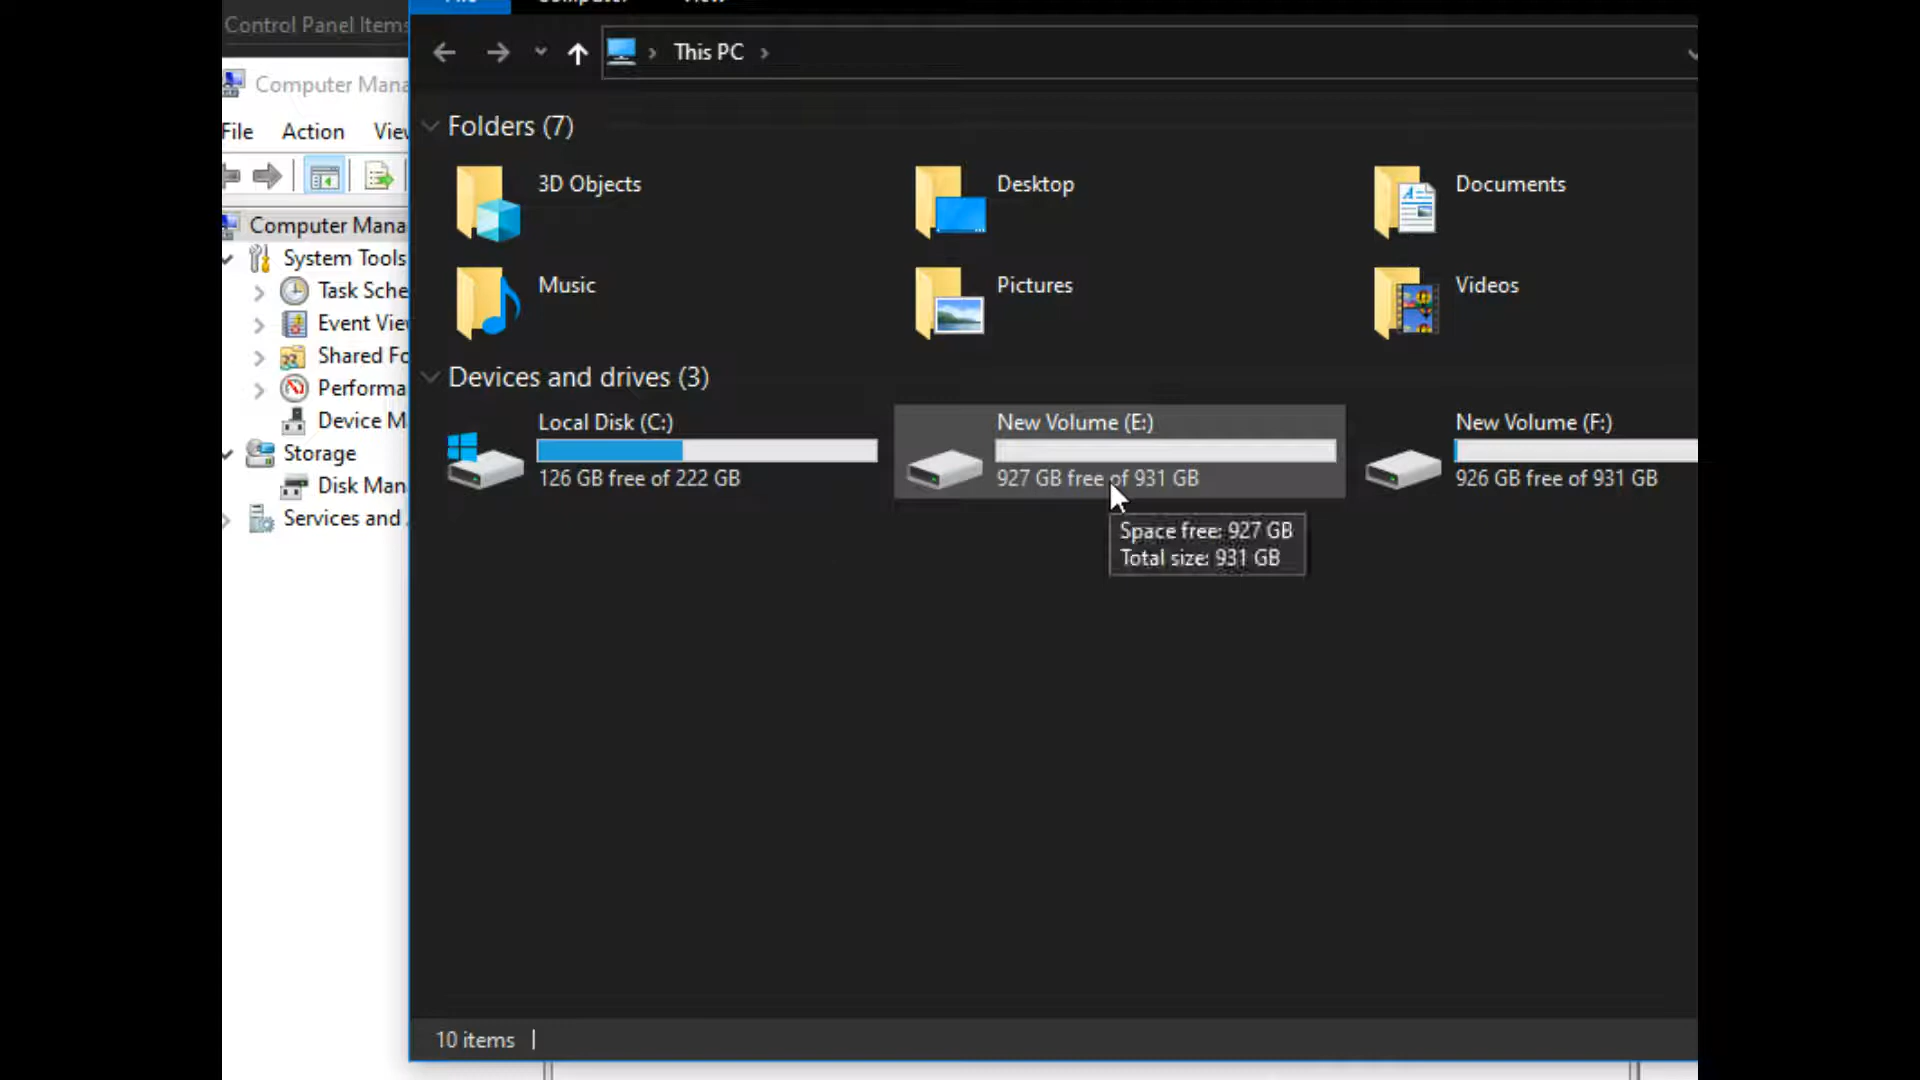 Control Panel Items
Computer Mana
File Action View
Computer Mana
System Tools
Task Sche
Event Vie
Shared Fo
Performa
Device M
Storage
Disk Man
Services and
This PC
Folders (7)
3D Objects
Desktop
Documents
Music
Pictures
Videos
Devices and drives (3)
Local Disk (C:)
126 GB free of 222 GB
New Volume (E:)
927 GB free of 931 GB
New Volume (F:)
926 GB free of 931 GB
Space free: 927 GB
Total size: 931 GB
10 items